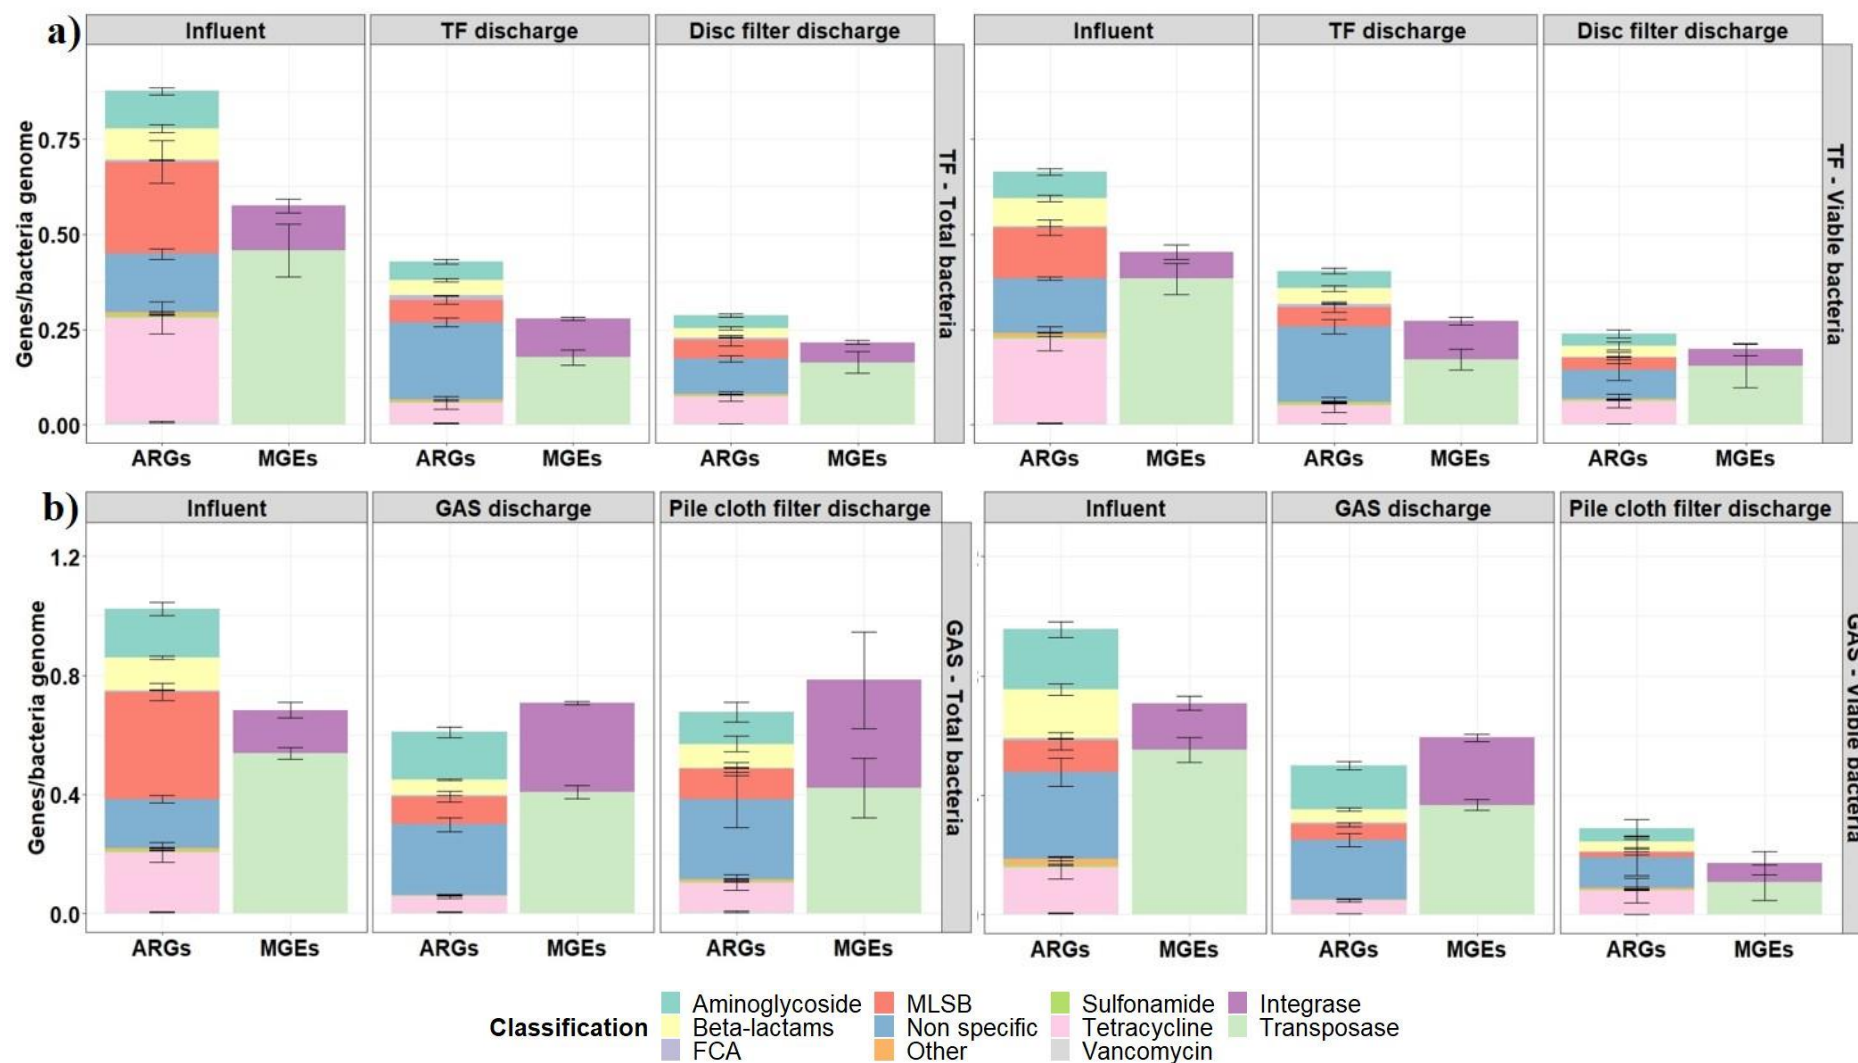 a)
Influent TF discharge Disc filter discharge Influent TF discharge Disc filter discharge
Genes/bacteria genome
0.75
0.50
0.25
0.00
TF - Total bacteria
TF - Viable bacteria
ARGs MGEs ARGs MGEs ARGs MGEs ARGs MGEs ARGs MGEs ARGs MGEs
b)
Influent GAS discharge Pile cloth filter discharge Influent GAS discharge Pile cloth filter discharge
Genes/bacteria genome
1.2
0.8
0.4
0.0
GAS - Total bacteria
GAS - Viable bacteria
ARGs MGEs ARGs MGEs ARGs MGEs ARGs MGEs ARGs MGEs ARGs MGEs
Classification
Aminoglycoside MLSB Sulfonamide Integrase
Beta-lactams Non specific Tetracycline Transposase
FCA Other Vancomycin